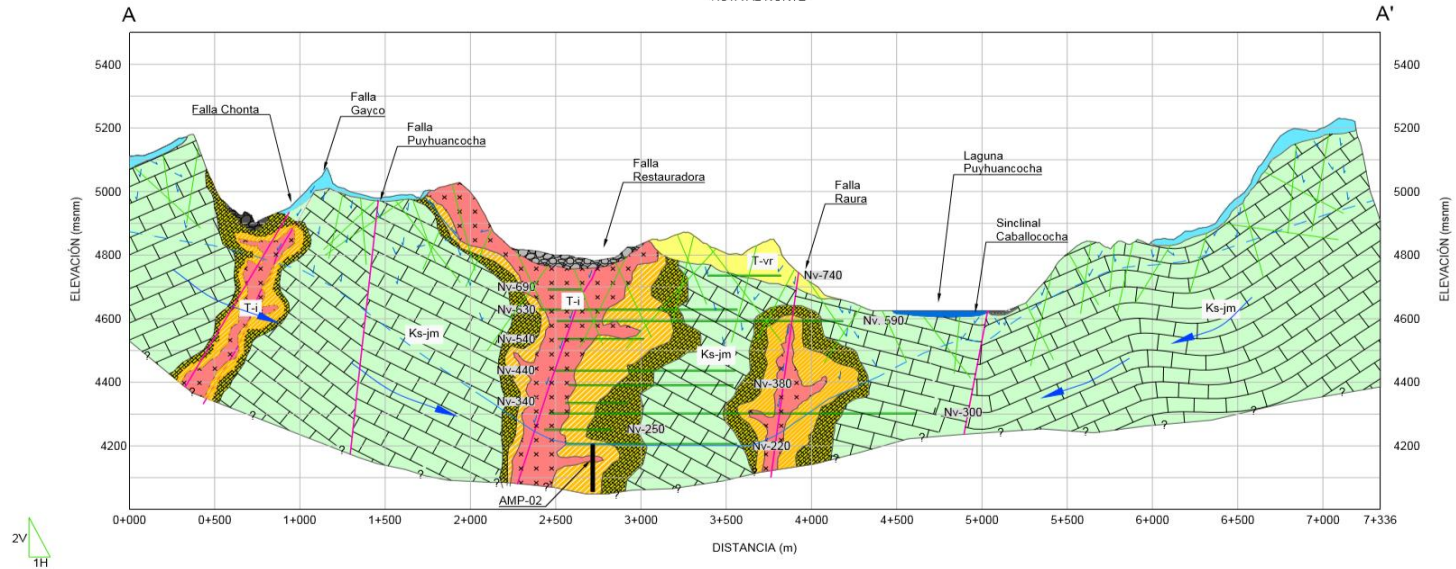 A
A'
5400
5200
5000
4800
4600
4400
4200
ELEVACIÓN (msnm)
Falla Chonta
Falla
Gayco
Falla
Puyhuancocha
Falla
Restauradora
Falla
Raura
Laguna
Puyhuancocha
Sinclinal
Caballococha
5400
5200
5000
4800
4600
4400
4200
ELEVACIÓN (msnm)
T-vr
Nv-740
Nv-690
T-i
T-i
Nv-630
Nv. 590
Ks-jm
Ks-jm
Nv-540
Ks-jm
Nv-440
Nv-380
Nv-340
Nv-300
Nv-250
Nv-220
AMP-02
?
?
?
?
?
?
?
?
?
?
?
0+000
0+500
1+000
1+500
2+000
2+500
3+000
3+500
4+000
4+500
5+000
5+500
6+000
6+500
7+000
7+336
DISTANCIA (m)
2V
1H